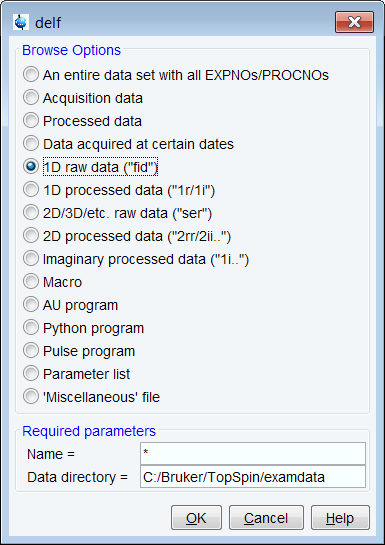 delf
Browse Options
An entire data set with all EXPNOs/PROCNOs
Acquisition data
Processed data
Data acquired at certain dates
1D raw data ("fid")
1D processed data ("1r/1i")
2D/3D/etc. raw data ("ser")
2D processed data ("2rr/2ii..")
Imaginary processed data ("1i..")
Macro
AU program
Python program
Pulse program
Parameter list
'Miscellaneous' file
Required parameters
Name = *
Data directory = C:/Bruker/TopSpin/examdata
OK Cancel Help